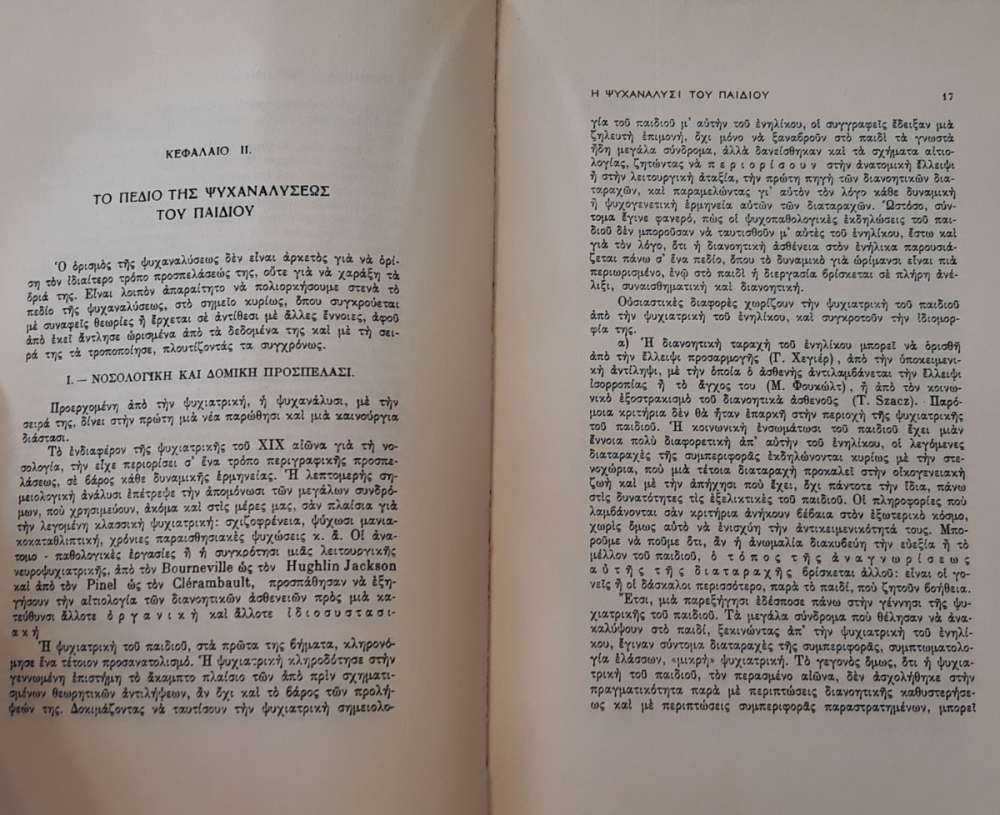 ΚΕΦΑΛΑΙΟ II.
ΤΟ ΠΕΔΙΟ ΤΗΣ ΨΥΧΑΝΑΛΥΣΕΩΣ
ΤΟΥ ΠΑΙΔΙΟΥ
Ὁ ὁρισμὸς τῆς ψυχαναλύσεως δὲν εἶναι ἀρκετὸς γιὰ νὰ ὁρί-
ση τὸν ἰδιαίτερο τρόπο προσπελάσεώς της, οὔτε γιὰ νὰ χαράξη τὰ
ὅριά της. Εἶναι λοιπὸν ἀπαραίτητο νὰ πολιορκήσουμε στενὰ τὸ
πεδίο τῆς ψυχαναλύσεως, στὸ σημεῖο κυρίως, ὅπου συγκρούεται
μὲ συναφεῖς θεωρίες ἢ ἔρχεται σὲ ἀντίθεσι μὲ ἄλλες ἔννοιες, ἀφοῦ
ἀπὸ ἐκεῖ ἄντλησε ὡρισμένα ἀπὸ τὰ δεδομένα της καὶ μὲ τὴ σει-
ρά της τὰ τροποποίησε, πλουτίζοντάς τα συγχρόνως.
I. — ΝΟΣΟΛΟΓΙΚΗ ΚΑΙ ΔΟΜΙΚΗ ΠΡΟΣΠΕΛΑΣΙ.
Προερχομένη ἀπὸ τὴν ψυχιατρική, ἡ ψυχανάλυσι, μὲ τὴν
σειρά της, δίνει στὴν πρώτη μιὰ νέα παρώθησι καὶ μιὰ καινούργια
διάστασι.
Τὸ ἐνδιαφέρον τῆς ψυχιατρικῆς τοῦ XIX αἰῶνα γιὰ τὴ νο-
σολογία, τὴν εἶχε περιορίσει σ' ἕνα τρόπο περιγραφικῆς προσπε-
λάσεως, σὲ βάρος κάθε δυναμικῆς ἑρμηνείας. Ἡ λεπτομερὴς ση-
μειολογικὴ ἀνάλυσι ἐπέτρεψε τὴν ἀπομόνωσι τῶν μεγάλων συνδρό-
μων, ποὺ χρησιμεύουν, ἀκόμα καὶ στὶς μέρες μας, σὰν πλαίσια γιὰ
τὴν λεγομένη κλασσικὴ ψυχιατρική: σχιζοφρένεια, ψύχωσι μανια-
κοκαταθλιπτική, χρόνιες παραισθησιακὲς ψυχώσεις κ. ἄ. Οἱ ἀνα-
τομο - παθολογικὲς ἐργασίες ἢ ἡ συγκρότησι μιᾶς λειτουργικῆς
νευροψυχιατρικῆς, ἀπὸ τὸν Bourneville ὡς τὸν Hughlin Jackson
καὶ ἀπὸ τὸν Pinel ὡς τὸν Clérambault, προσπάθησαν νὰ ἐξη-
γήσουν τὴν αἰτιολογία τῶν διανοητικῶν ἀσθενειῶν πρὸς μιὰ κα-
τεύθυνσι ἄλλοτε ὀργανικὴ καὶ ἄλλοτε ἰδιοσυστασι-
ακή
Ἡ ψυχιατρικὴ τοῦ παιδιοῦ, στὰ πρῶτα της βήματα, κληρονό-
μησε ἕνα τέτοιον προσανατολισμό. Ἡ ψυχιατρικὴ κληροδότησε στὴν
γεννωμένη ἐπιστήμη τὸ ἄκαμπτο πλαίσιο τῶν ἀπὸ πρὶν σχηματι-
σμένων θεωρητικῶν ἀντιλήψεων, ἂν ὄχι καὶ τὸ βάρος τῶν προλή-
ψεών της. Δοκιμάζοντας νὰ ταυτίσουν τὴν ψυχιατρικὴ σημειολο-
Η ΨΥΧΑΝΑΛΥΣΙ ΤΟΥ ΠΑΙΔΙΟΥ 17
γία τοῦ παιδιοῦ μ' αὐτὴν τοῦ ἐνηλίκου, οἱ συγγραφεῖς ἔδειξαν μιὰ
ζηλευτὴ ἐπιμονή, ὄχι μόνο νὰ ξαναβροῦν στὸ παιδὶ τὰ γνωστὰ
ἤδη μεγάλα σύνδρομα, ἀλλὰ δανείσθηκαν καὶ τὰ σχήματα αἰτιο-
λογίας, ζητώντας νὰ περιορίσουν στὴν ἀνατομικὴ ἔλλειψι
ἢ στὴν λειτουργικὴ ἀταξία, τὴν πρώτη πηγὴ τῶν διανοητικῶν δια-
ταραχῶν, καὶ παραμελώντας γι' αὐτὸν τὸν λόγο κάθε δυναμικὴ
ἢ ψυχογενετικὴ ἑρμηνεία αὐτῶν τῶν διαταραχῶν. Ὡστόσο, σύν-
τομα ἔγινε φανερό, πὼς οἱ ψυχοπαθολογικὲς ἐκδηλώσεις τοῦ παι-
διοῦ δὲν μποροῦσαν νὰ ταυτισθοῦν μ' αὐτὲς τοῦ ἐνηλίκου, ἔστω καὶ
γιὰ τὸν λόγο, ὅτι ἡ διανοητικὴ ἀσθένεια στὸν ἐνήλικα παρουσιά-
ζεται πάνω σ' ἕνα πεδίο, ὅπου τὸ δυναμικὸ γιὰ ὡρίμανσι εἶναι πιὰ
περιωρισμένο, ἐνῷ στὸ παιδὶ ἡ διεργασία βρίσκεται σὲ πλήρη ἀνέ-
λιξι, συναισθηματικὴ καὶ διανοητική.
Οὐσιαστικὲς διαφορὲς χωρίζουν τὴν ψυχιατρικὴ τοῦ παιδιοῦ
ἀπὸ τὴν ψυχιατρικὴ τοῦ ἐνηλίκου, καὶ συγκροτοῦν τὴν ἰδιομορ-
φία της.
α) Ἡ διανοητικὴ ταραχὴ τοῦ ἐνηλίκου μπορεῖ νὰ ὁρισθῆ
ἀπὸ τὴν ἔλλειψι προσαρμογῆς (Γ. Χεγιέρ), ἀπὸ τὴν ὑποκειμενι-
κὴ ἀντίληψι, μὲ τὴν ὁποία ὁ ἀσθενὴς ἀντιλαμβάνεται τὴν ἔλλειψι
ἰσορροπίας ἢ τὸ ἄγχος του (Μ. Φουκώλτ), ἢ ἀπὸ τὸν κοινω-
νικὸ ἐξοστρακισμὸ τοῦ διανοητικὰ ἀσθενοῦς (T. Szacz). Παρό-
μοια κριτήρια δὲν θὰ ἦταν ἐπαρκῆ στὴν περιοχὴ τῆς ψυχιατρικῆς
τοῦ παιδιοῦ. Ἡ κοινωνικὴ ἐνσωμάτωσι τοῦ παιδιοῦ ἔχει μιὰν
ἔννοια πολὺ διαφορετικὴ ἀπ' αὐτὴν τοῦ ἐνηλίκου, οἱ λεγόμενες
διαταραχὲς τῆς συμπεριφορᾶς ἐκδηλώνονται κυρίως μὲ τὴν στε-
νοχώρια, ποὺ μιὰ τέτοια διαταραχὴ προκαλεῖ στὴν οἰκογενειακὴ
ζωὴ καὶ μὲ τὴν ἀπήχησι ποὺ ἔχει, ὄχι πάντοτε τὴν ἴδια, πάνω
στὶς δυνατότητες τὶς ἐξελικτικὲς τοῦ παιδιοῦ. Οἱ πληροφορίες ποὺ
λαμβάνονται σὰν κριτήρια ἀνήκουν βέβαια στὸν ἐξωτερικὸ κόσμο,
χωρὶς ὅμως αὐτὸ νὰ ἐνισχύη τὴν ἀντικειμενικότητά τους. Μπο-
ροῦμε νὰ ποῦμε ὅτι, ἂν ἡ ἀνωμαλία διακυβεύη τὴν εὐεξία ἢ τὸ
μέλλον τοῦ παιδιοῦ, ὁ τόπος τῆς ἀναγνωρίσεως
αὐτῆς τῆς διαταραχῆς βρίσκεται ἀλλοῦ: εἶναι οἱ γο-
νεῖς ἢ οἱ δάσκαλοι περισσότερο, παρὰ τὸ παιδί, ποὺ ζητοῦν βοήθεια.
Ἔτσι, μιὰ παρεξήγησι ἐδέσποσε πάνω στὴν γέννησι τῆς ψυ-
χιατρικῆς τοῦ παιδιοῦ. Τὰ μεγάλα σύνδρομα ποὺ θέλησαν νὰ ἀνα-
καλύψουν στὸ παιδί, ξεκινώντας ἀπ' τὴν ψυχιατρικὴ τοῦ ἐνηλί-
κου, ἔγιναν σύντομα διαταραχὲς τῆς συμπεριφορᾶς, συμπτωματολο-
γία ἐλάσσων, «μικρὴ» ψυχιατρική. Τὸ γεγονὸς ὅμως, ὅτι ἡ ψυχια-
τρικὴ τοῦ παιδιοῦ, τὸν περασμένο αἰῶνα, δὲν ἀσχολήθηκε στὴν
πραγματικότητα παρὰ μὲ περιπτώσεις διανοητικῆς καθυστερήσε-
ως καὶ μὲ περιπτώσεις συμπεριφορᾶς παραστρατημένων, μπορεῖ